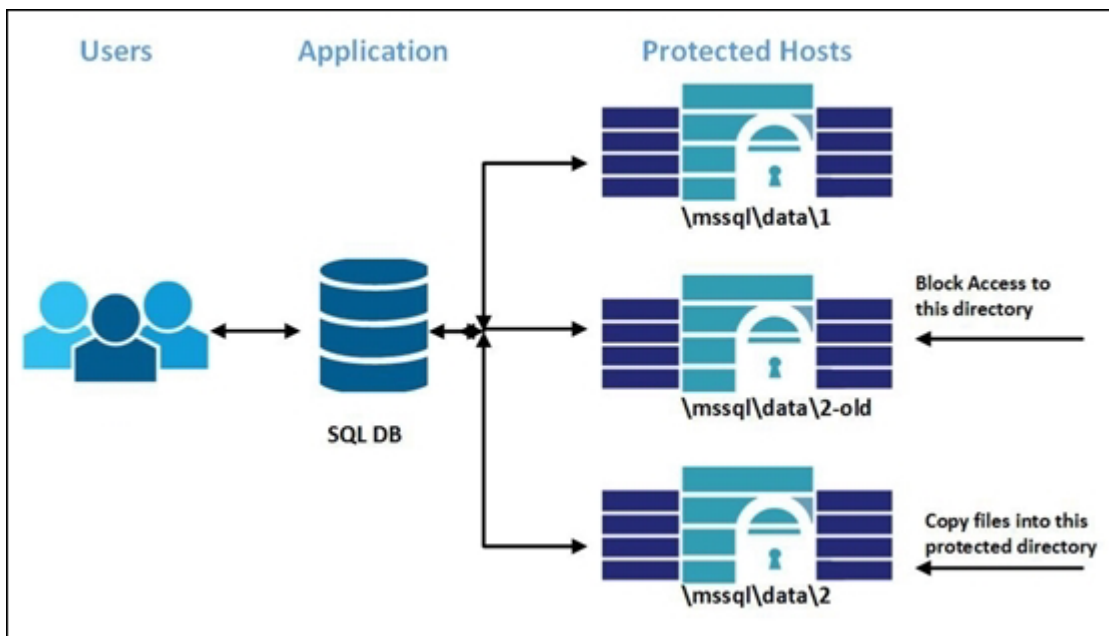 Users
Application
Protected Hosts
\mssql\data\1
Block Access to
this directory
\mssql\data\2-old
SQL DB
Copy files into this
protected directory
\mssql\data\2